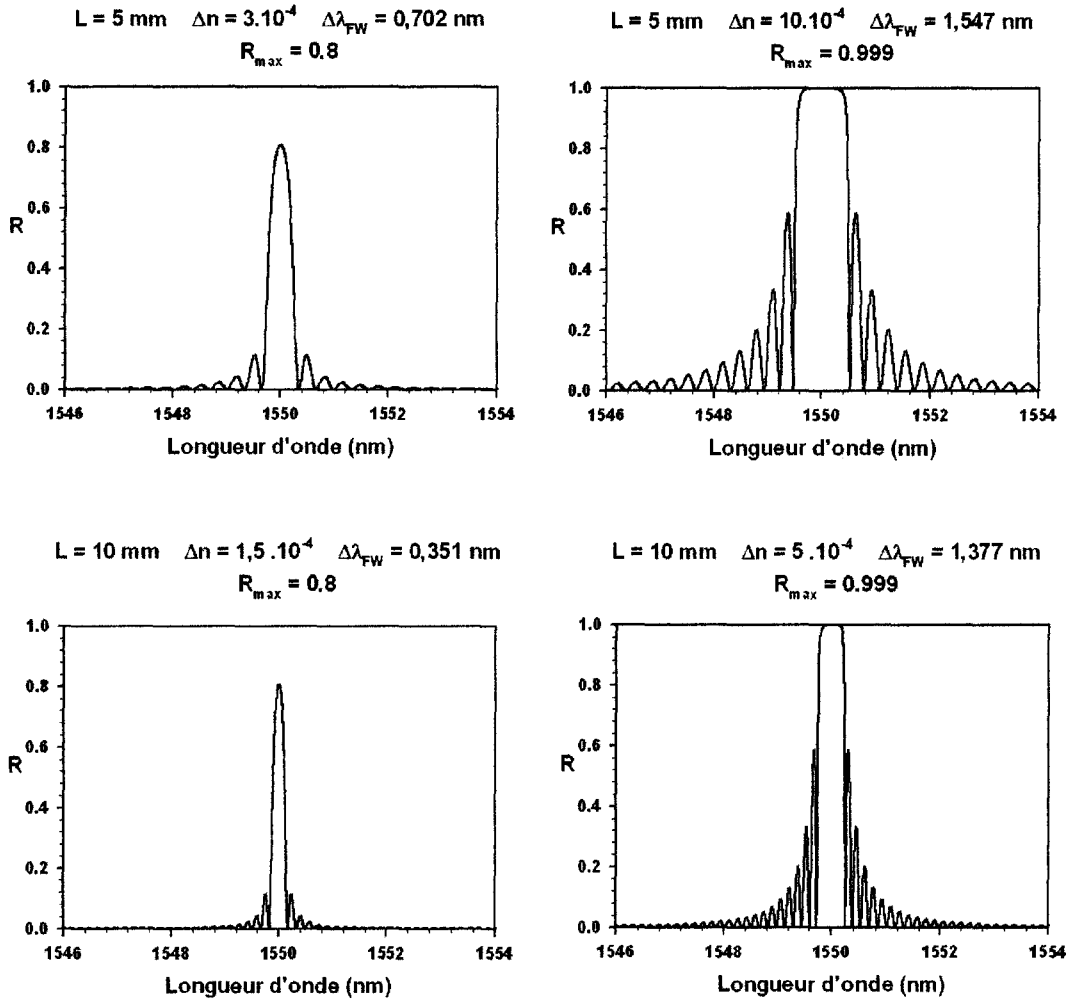 L = 5 mm Δn = 3.10⁻⁴ Δλ_FW = 0,702 nm
R_max = 0.8
1.0
0.8
0.6
R
0.4
0.2
0.0
1546 1548 1550 1552 1554
Longueur d'onde (nm)
L = 5 mm Δn = 10.10⁻⁴ Δλ_FW = 1,547 nm
R_max = 0.999
1.0
0.8
0.6
R
0.4
0.2
0.0
1546 1548 1550 1552 1554
Longueur d'onde (nm)
L = 10 mm Δn = 1,5 .10⁻⁴ Δλ_FW = 0,351 nm
R_max = 0.8
1.0
0.8
0.6
R
0.4
0.2
0.0
1546 1548 1550 1552 1554
Longueur d'onde (nm)
L = 10 mm Δn = 5 .10⁻⁴ Δλ_FW = 1,377 nm
R_max = 0.999
1.0
0.8
0.6
R
0.4
0.2
0.0
1546 1548 1550 1552 1554
Longueur d'onde (nm)